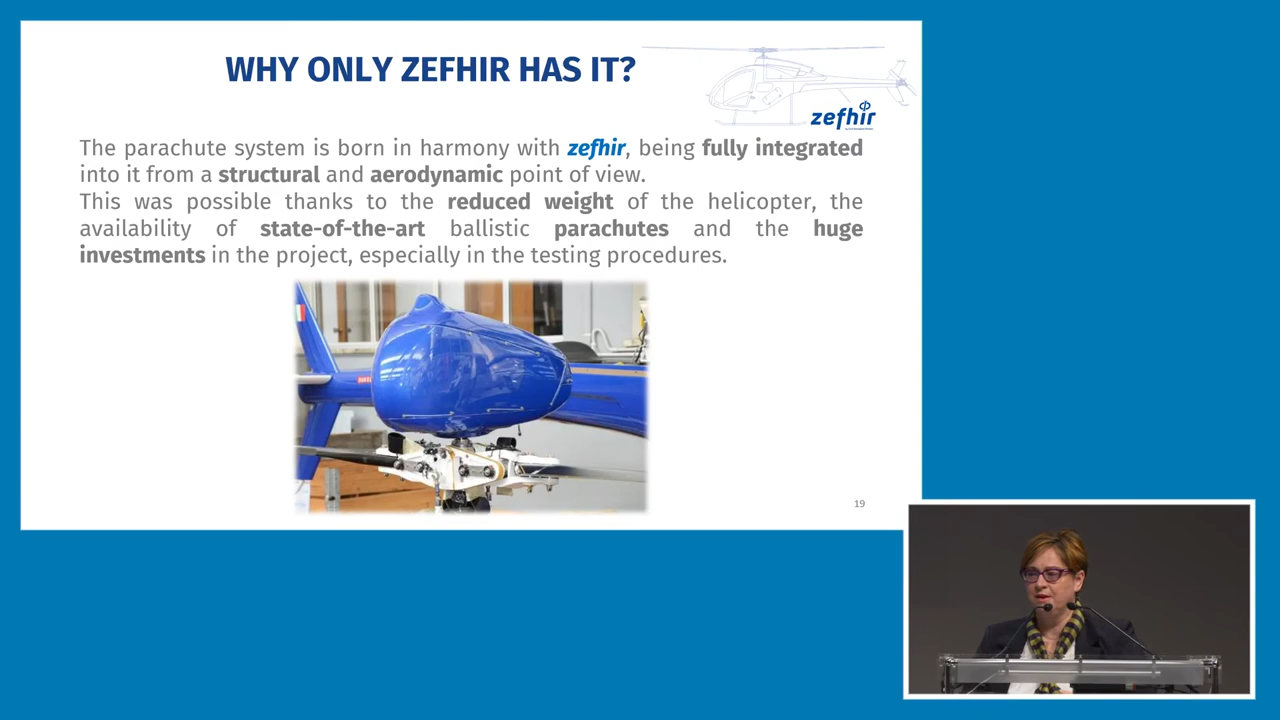 WHY ONLY ZEFHIR HAS IT?
zefhir
The parachute system is born in harmony with zefhir, being fully integrated
into it from a structural and aerodynamic point of view.
This was possible thanks to the reduced weight of the helicopter, the
availability of state-of-the-art ballistic parachutes and the huge
investments in the project, especially in the testing procedures.
19